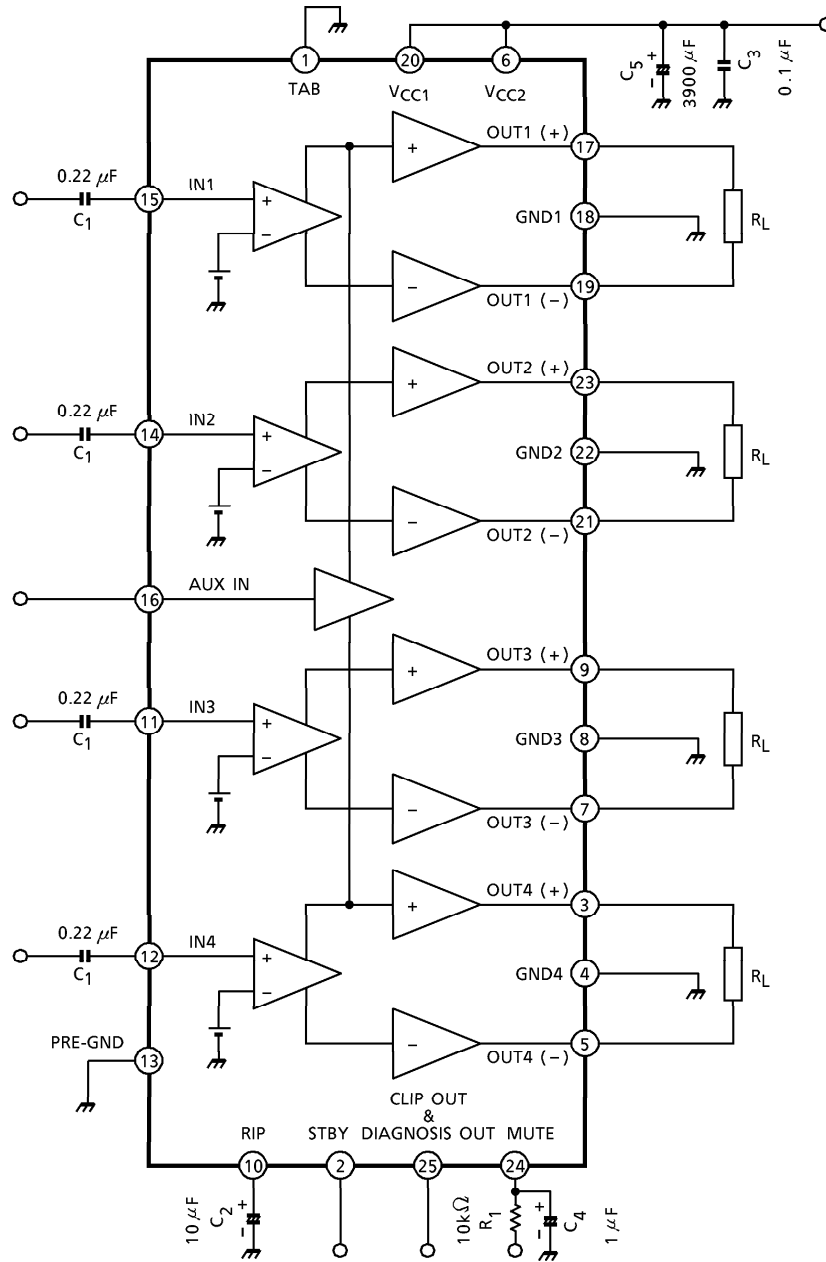 1
TAB
20
VCC1
6
VCC2
C5
+
-
3900 µF
C3
0.1 µF
OUT1 (+)
17
+
0.22 µF
C1
15
IN1
+
−
GND1
18
RL
−
OUT1 (−)
19
OUT2 (+)
23
+
0.22 µF
C1
14
IN2
+
−
GND2
22
RL
−
OUT2 (−)
21
16
AUX IN
OUT3 (+)
9
+
0.22 µF
C1
11
IN3
+
−
GND3
8
RL
−
OUT3 (−)
7
OUT4 (+)
3
+
0.22 µF
C1
12
IN4
+
−
GND4
4
RL
−
OUT4 (−)
5
PRE-GND
13
CLIP OUT
&
RIP
STBY
DIAGNOSIS OUT
MUTE
10
2
25
24
10 µF
C2
+
-
10kΩ
R1
+
-
C4
1 µF